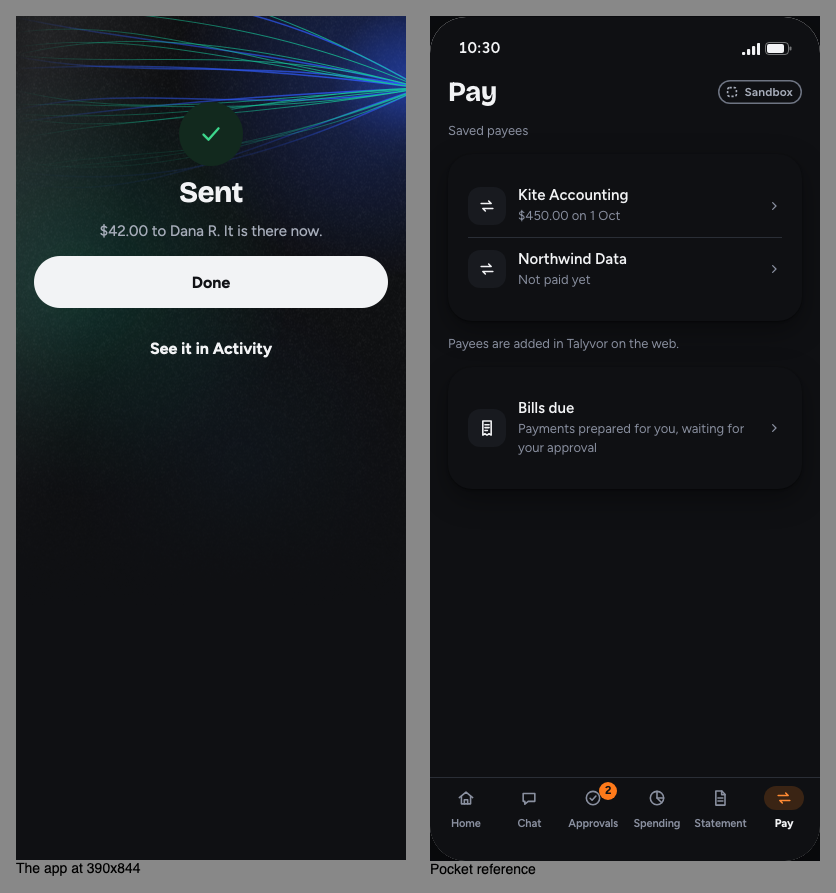 Sent
$42.00 to Dana R. It is there now.
Done
See it in Activity
The app at 390x844
10:30
Pay
Sandbox
Saved payees
Kite Accounting
$450.00 on 1 Oct
Northwind Data
Not paid yet
Payees are added in Talyvor on the web.
Bills due
Payments prepared for you, waiting for
your approval
2
Home
Chat
Approvals
Spending
Statement
Pay
Pocket reference